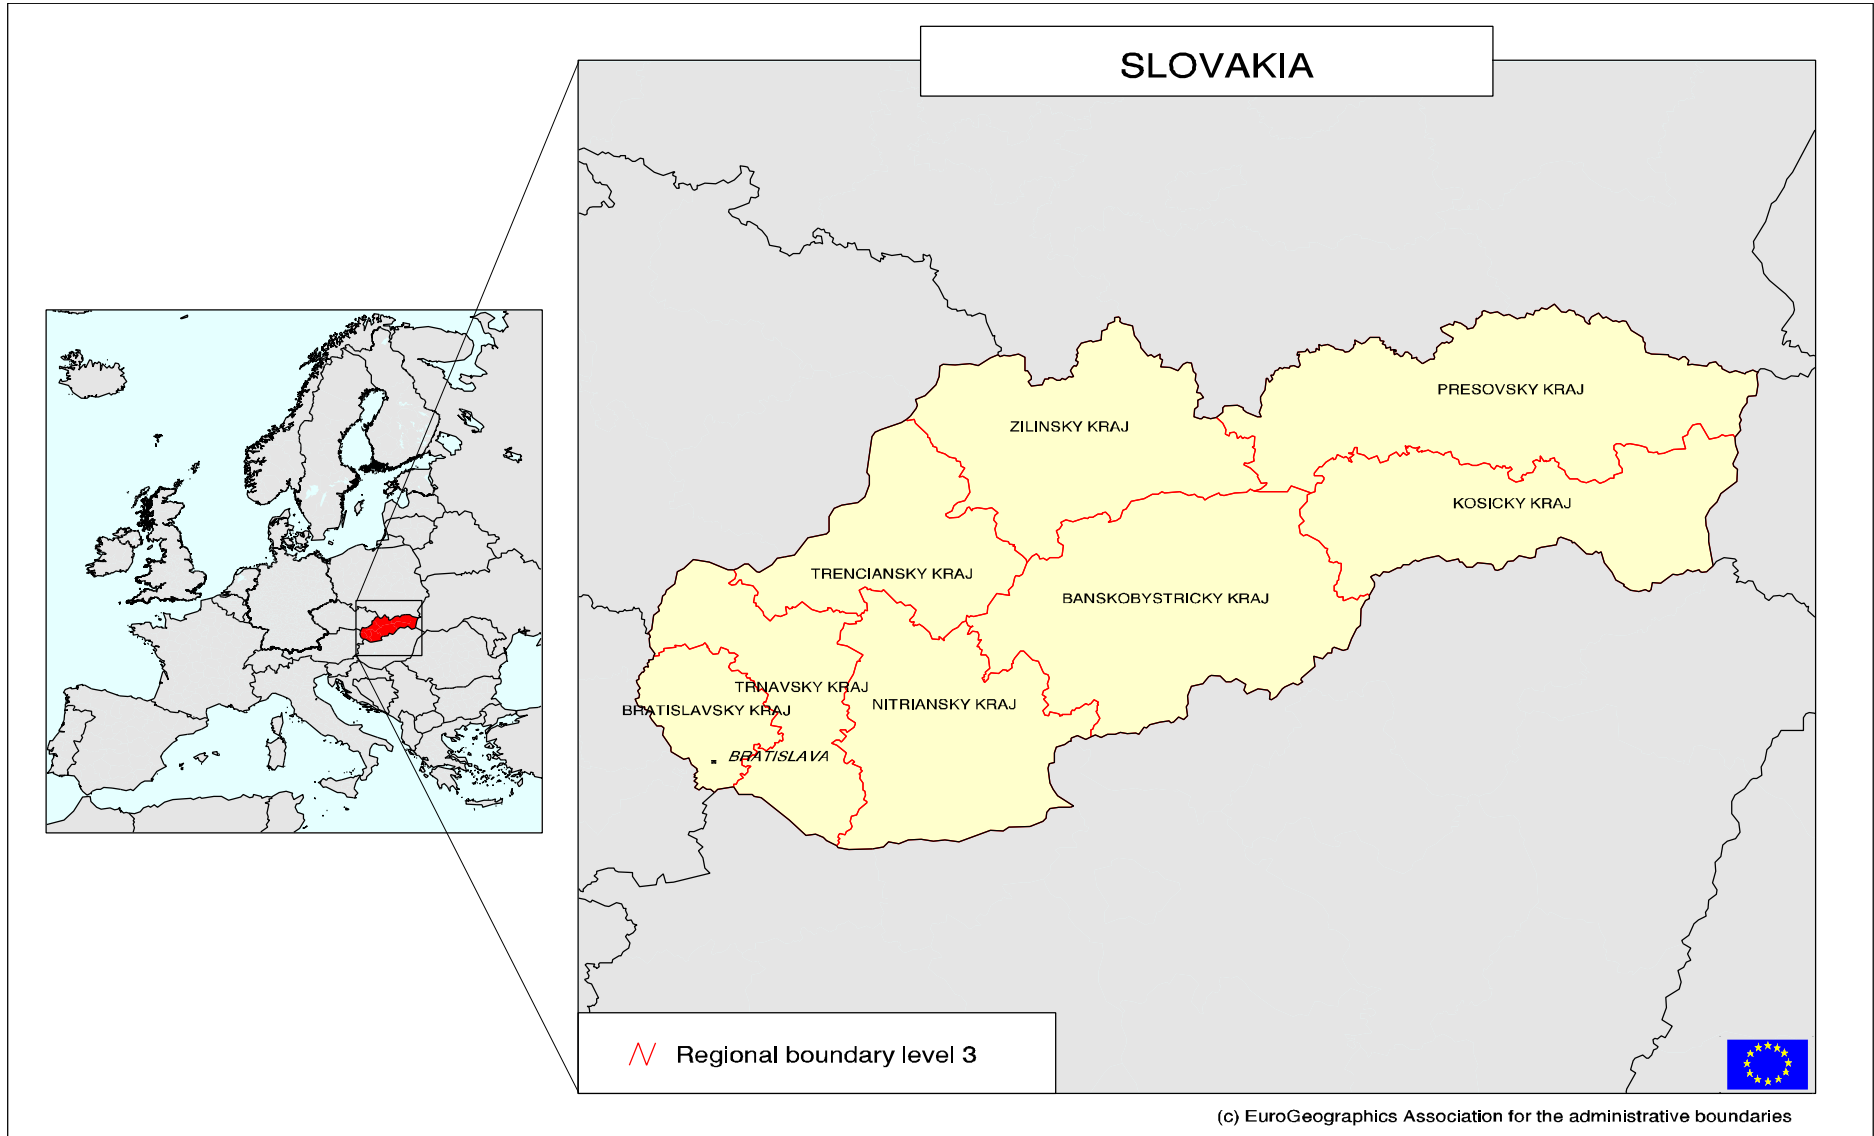 SLOVAKIA
PRESOVSKY KRAJ
ZILINSKY KRAJ
KOSICKY KRAJ
TRENCIANSKY KRAJ
BANSKOBYSTRICKY KRAJ
TRNAVSKY KRAJ
NITRIANSKY KRAJ
BRATISLAVSKY KRAJ
BRATISLAVA
Regional boundary level 3
(c) EuroGeographics Association for the administrative boundaries